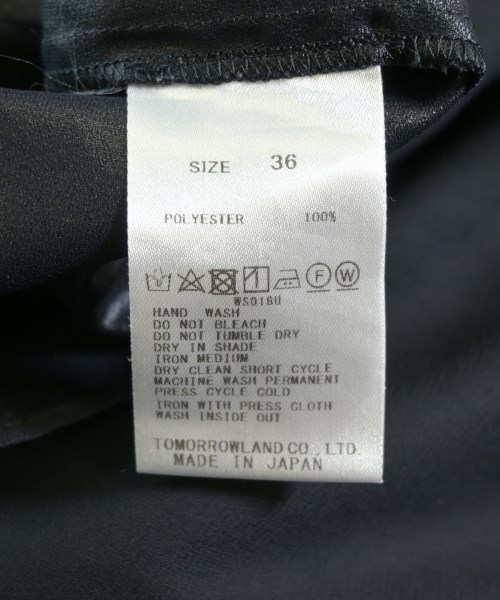 SIZE 36
POLYESTER 100%
F W
WS018U
HAND WASH
DO NOT BLEACH
DO NOT TUMBLE DRY
DRY IN SHADE
IRON MEDIUM
DRY CLEAN SHORT CYCLE
MACHINE WASH PERMANENT
PRESS CYCLE COLD
IRON WITH PRESS CLOTH
WASH INSIDE OUT
TOMORROWLAND CO., LTD.
MADE IN JAPAN